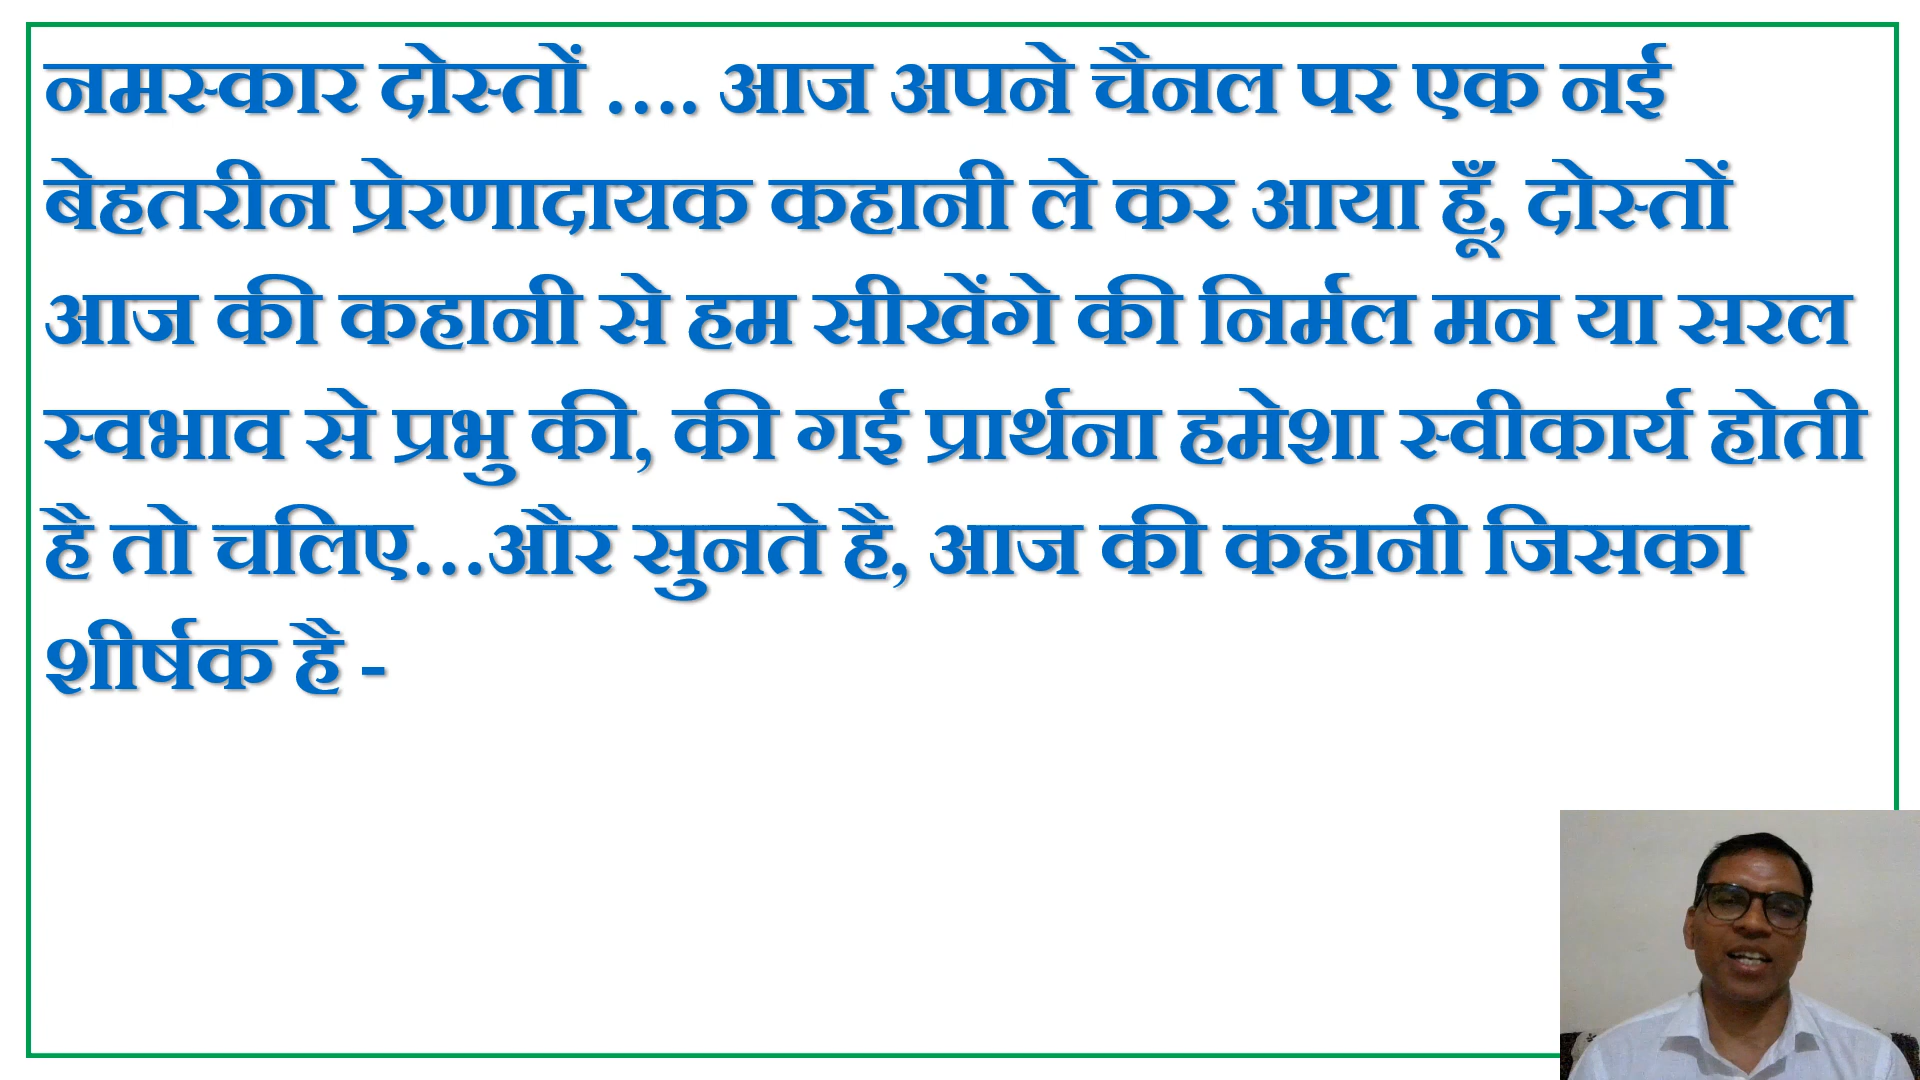 नमस्कार दोस्तों .... आज अपने चैनल पर एक नई
बेहतरीन प्रेरणादायक कहानी ले कर आया हूँ, दोस्तों
आज की कहानी से हम सीखेंगे की निर्मल मन या सरल
स्वभाव से प्रभु की, की गई प्रार्थना हमेशा स्वीकार्य होती
है तो चलिए...और सुनते है, आज की कहानी जिसका
शीर्षक है -